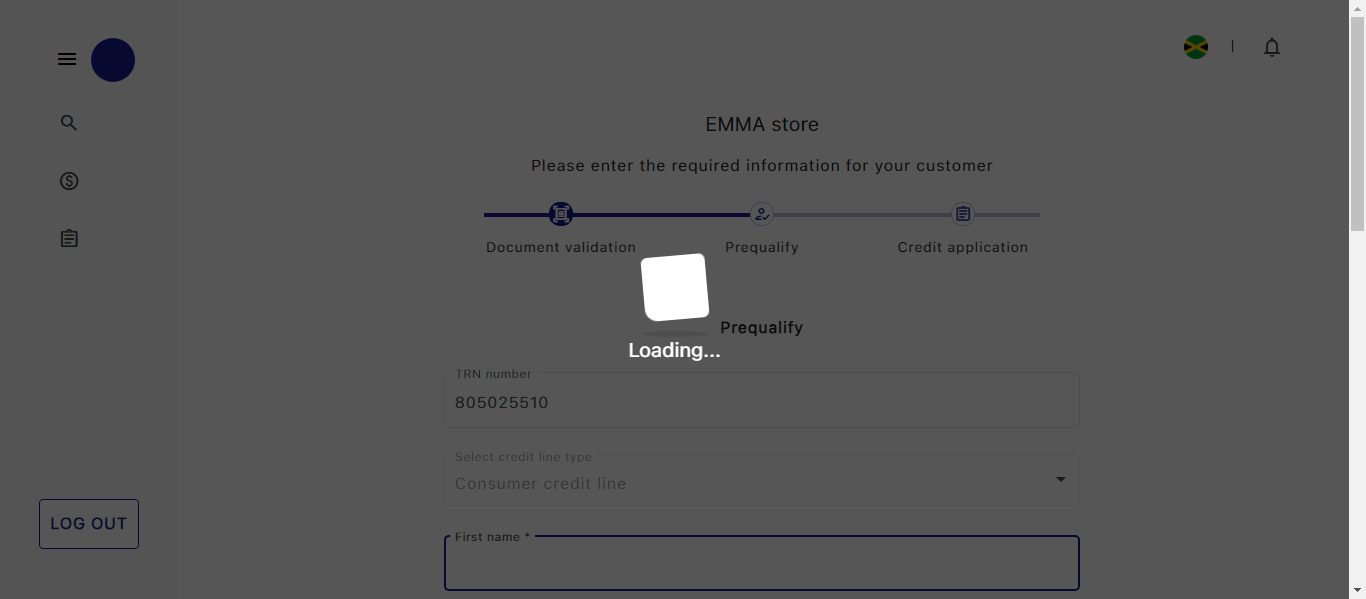 EMMA store
Please enter the required information for your customer
Document validation
Prequalify
Credit application
Prequalify
Loading...
TRN number
805025510
Select credit line type
Consumer credit line
First name *
LOG OUT